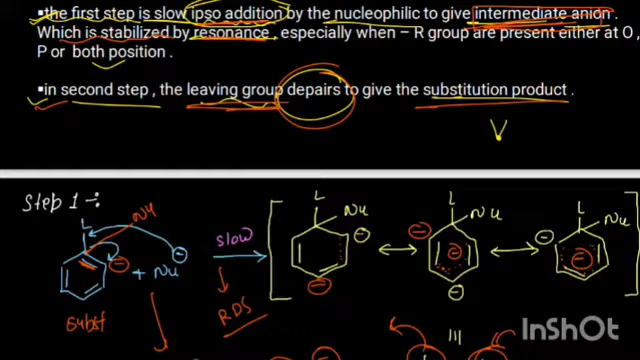 ▪the first step is slow ipso addition by the nucleophilic to give intermediate anion .
Which is stabilized by resonance , especially when – R group are present either at O ,
P or both position .
▪in second step , the leaving group depairs to give the substitution product .
Step 1 :-
L Nu
+ Nu
subst
slow
RDS
L Nu
L Nu
L Nu
InShOt